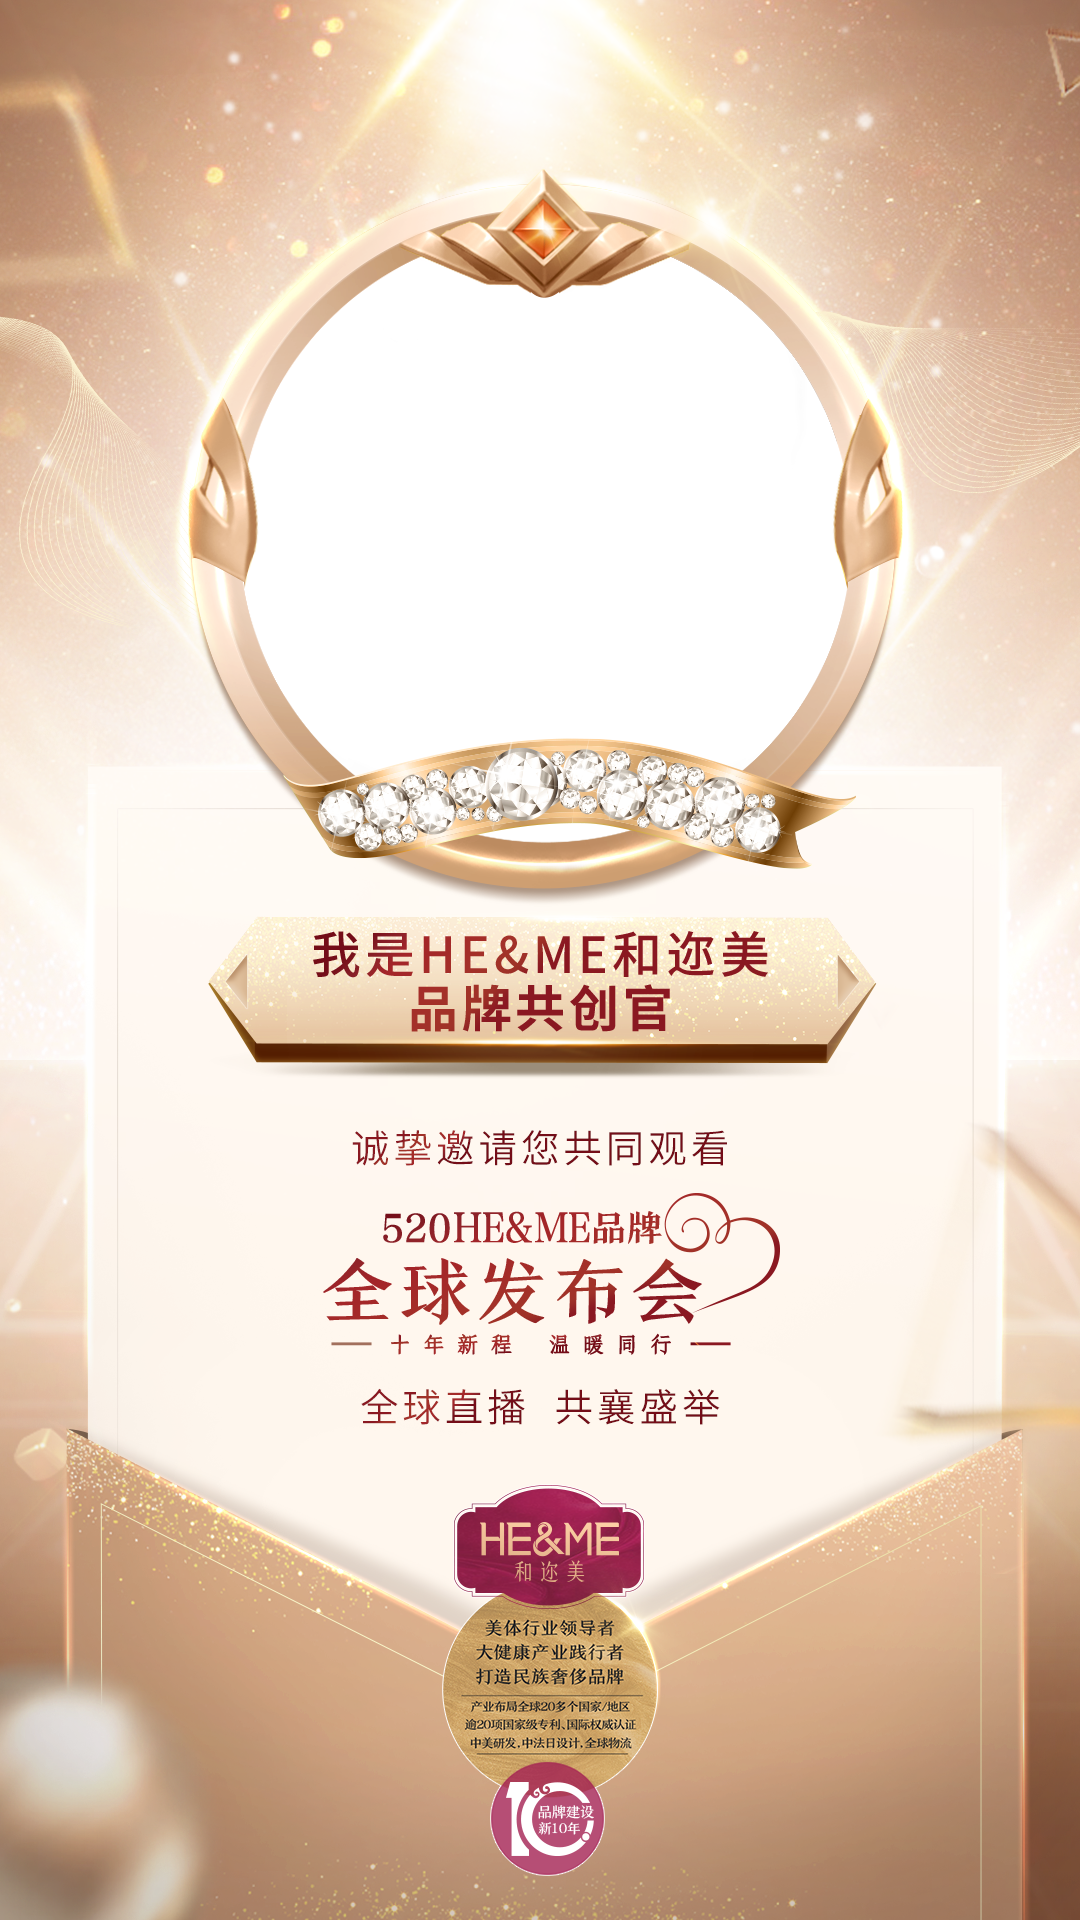 我是HE&ME和迩美
品牌共创官
诚挚邀请您共同观看
520HE&ME品牌
全球发布会
十年新程 温暖同行
全球直播 共襄盛举
HE&ME
和迩美
美体行业领导者
大健康产业践行者
打造民族奢侈品牌
产业布局全球20多个国家/地区
逾20项国家级专利、国际权威认证
中美研发,中法日设计,全球物流
10
品牌建设
新10年